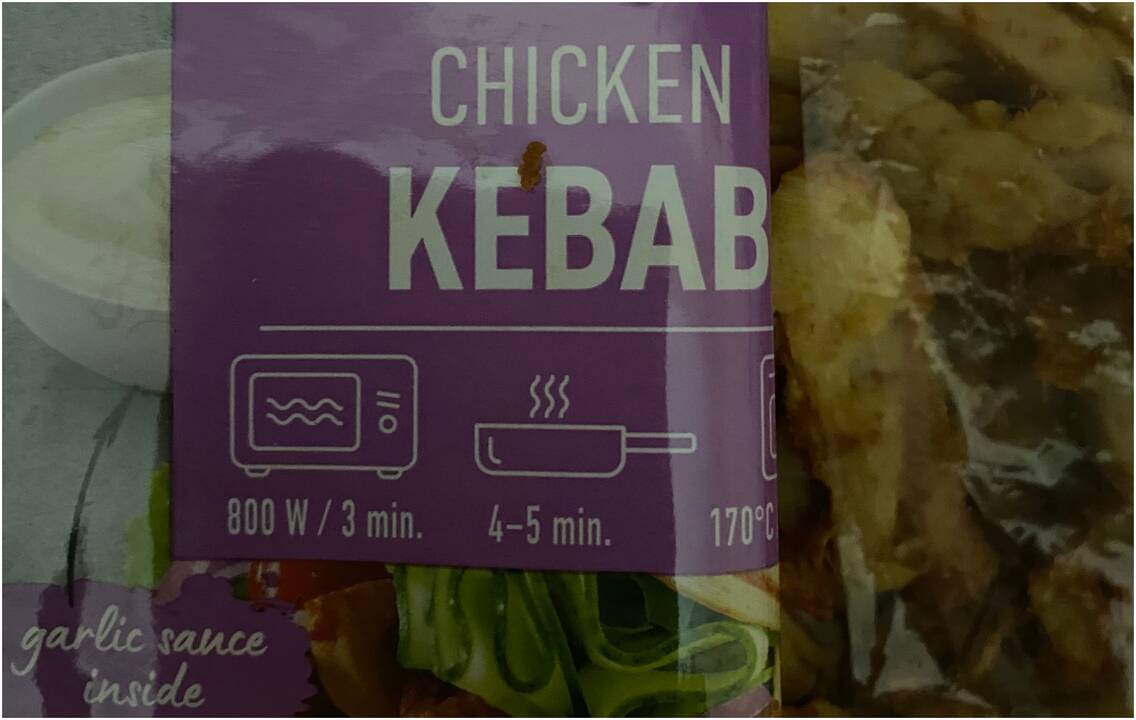 CHICKEN
KEBAB
800 W / 3 min.
4–5 min.
170°C
garlic sauce
inside